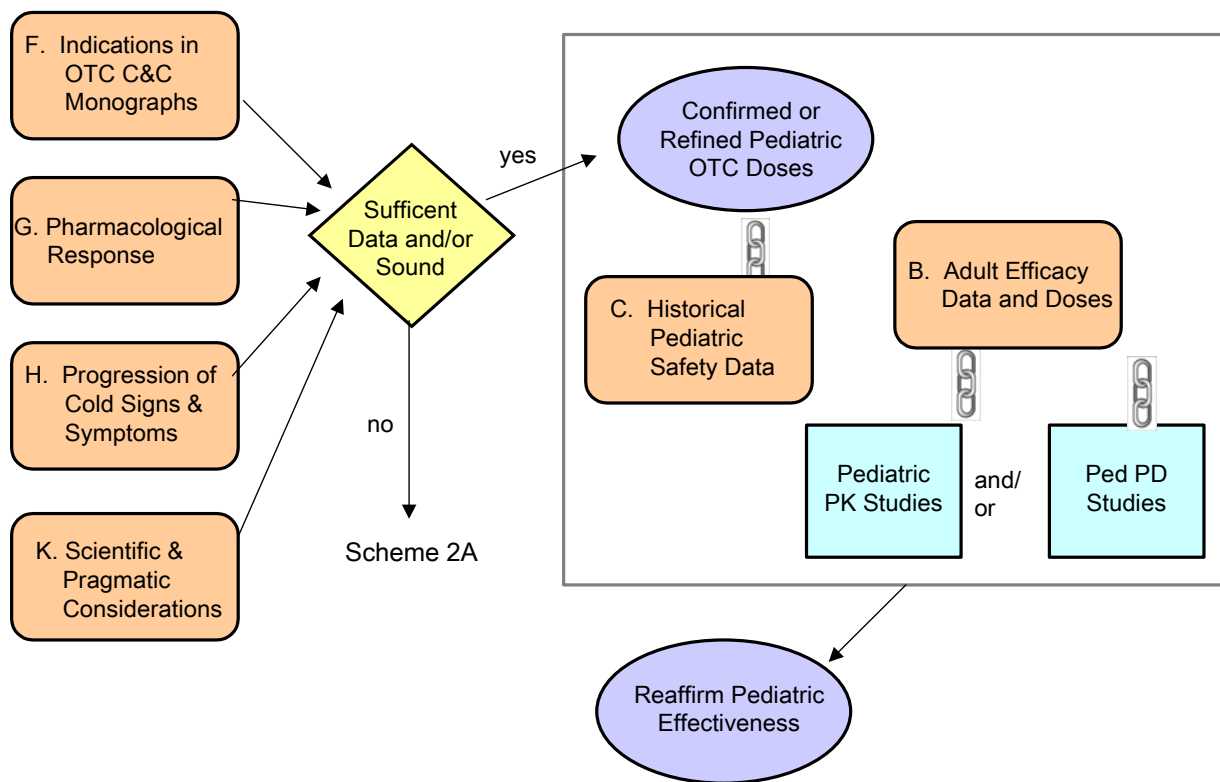 F. Indications in
OTC C&C
Monographs
G. Pharmacological
Response
H. Progression of
Cold Signs &
Symptoms
K. Scientific &
Pragmatic
Considerations
Sufficent
Data and/or
Sound
yes
no
Scheme 2A
Confirmed or
Refined Pediatric
OTC Doses
C. Historical
Pediatric
Safety Data
B. Adult Efficacy
Data and Doses
Pediatric
PK Studies
and/
or
Ped PD
Studies
Reaffirm Pediatric
Effectiveness